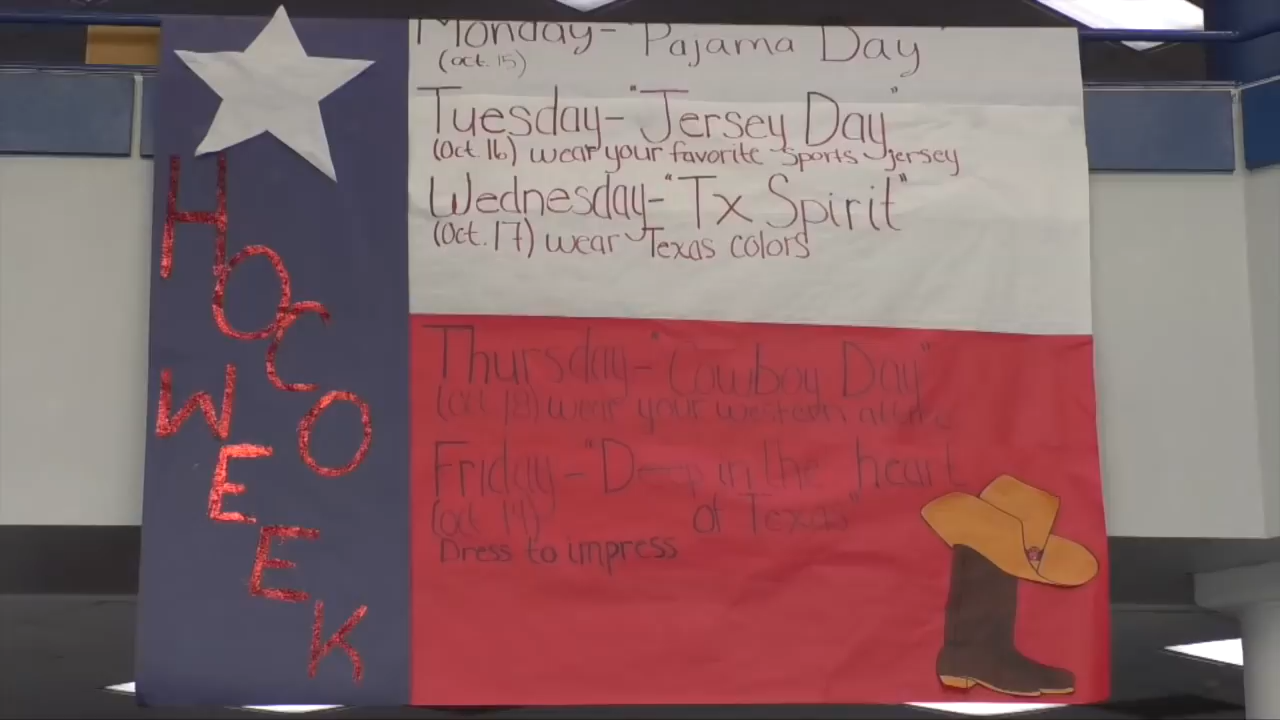 HOCO
WEEK
Monday- "Pajama Day"
(oct. 15)
Tuesday- "Jersey Day"
(Oct. 16) wear your favorite sports jersey
Wednesday- "Tx Spirit"
(Oct. 17) wear Texas colors
Thursday- "Cowboy Day"
(Oct 18) wear your western
Friday- "Deep in the heart
(oct 19) of Texas"
Dress to impress